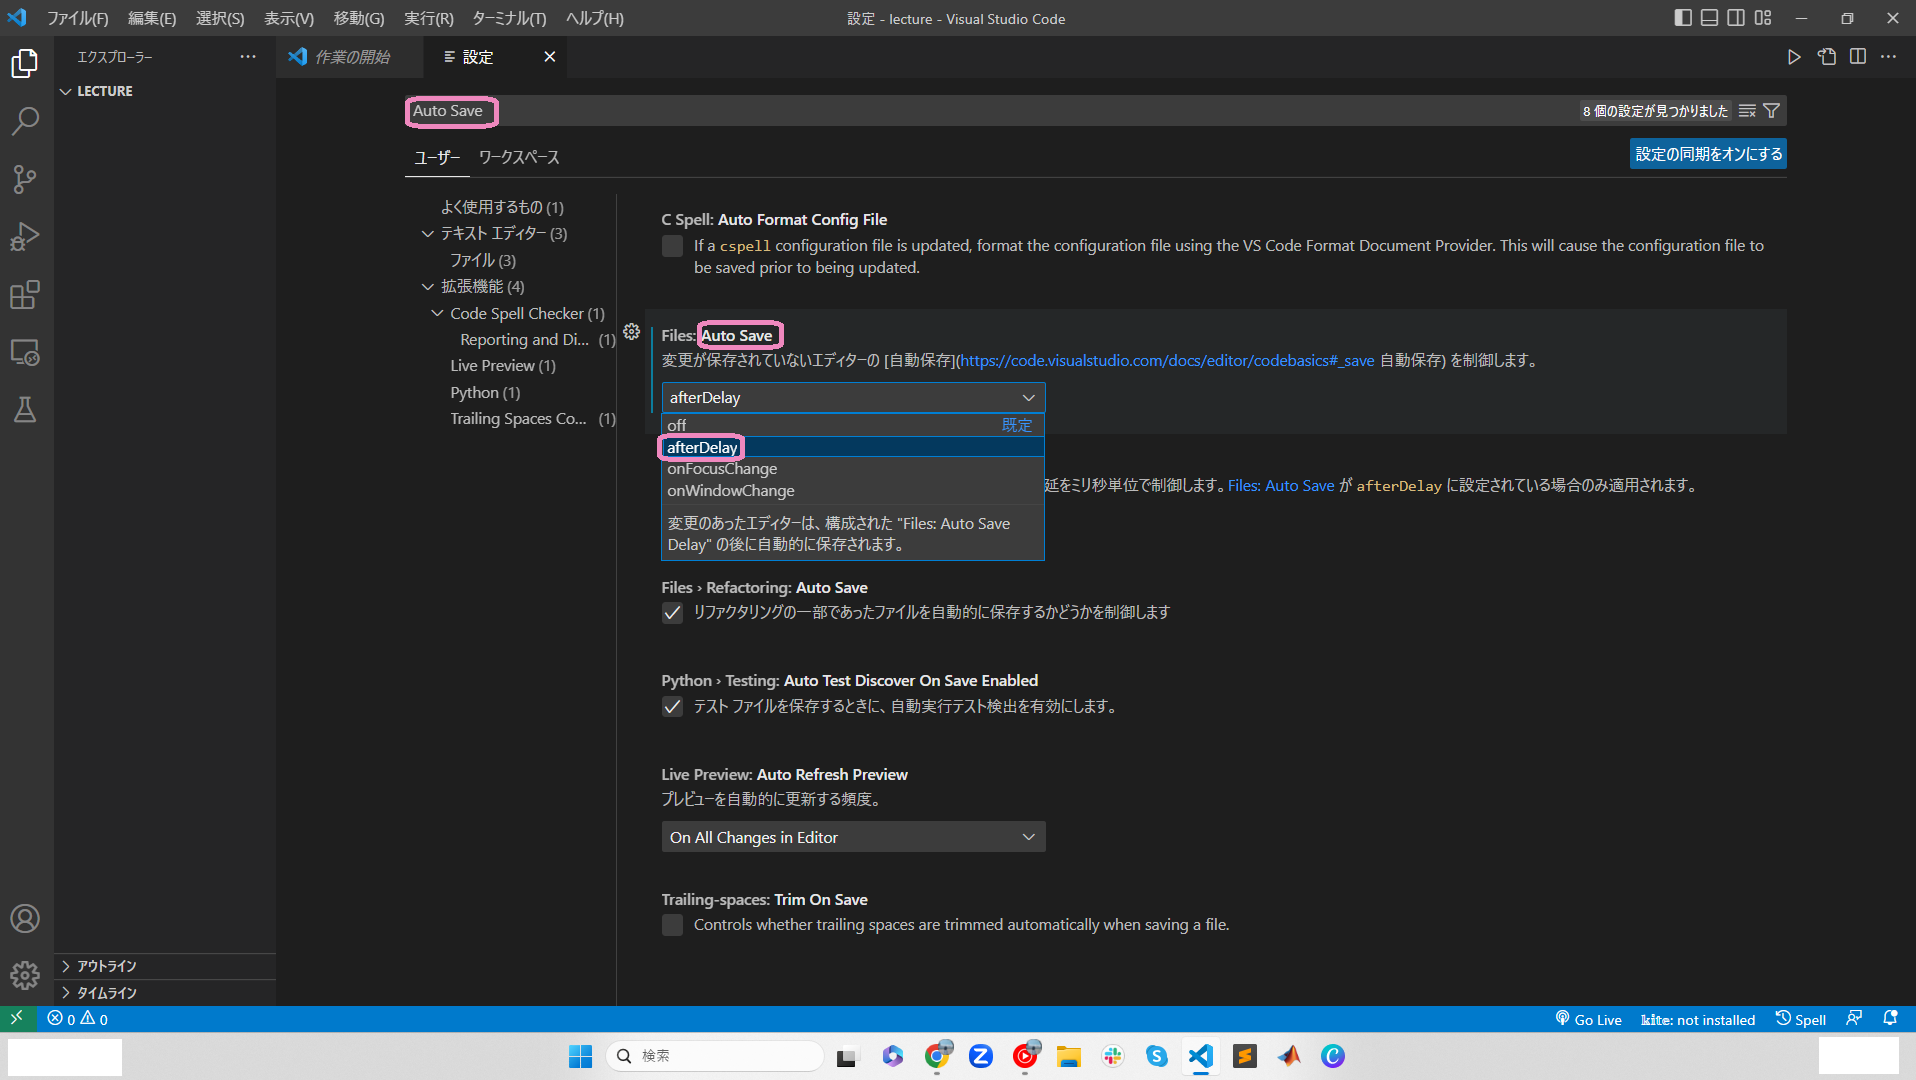 ファイル(F) 編集(E) 選択(S) 表示(V) 移動(G) 実行(R) ターミナル(T) ヘルプ(H)
設定 - lecture - Visual Studio Code
エクスプローラー
作業の開始
設定
LECTURE
Auto Save
8 個の設定が見つかりました
ユーザー ワークスペース
設定の同期をオンにする
よく使用するもの (1)
テキスト エディター (3)
ファイル (3)
拡張機能 (4)
Code Spell Checker (1)
Reporting and Di... (1)
Live Preview (1)
Python (1)
Trailing Spaces Co... (1)
C Spell: Auto Format Config File
If a cspell configuration file is updated, format the configuration file using the VS Code Format Document Provider. This will cause the configuration file to
be saved prior to being updated.
Files: Auto Save
変更が保存されていないエディターの [自動保存](https://code.visualstudio.com/docs/editor/codebasics#_save 自動保存) を制御します。
afterDelay
off 既定
afterDelay
onFocusChange
onWindowChange
変更のあったエディターは、構成された "Files: Auto Save
Delay" の後に自動的に保存されます。
延をミリ秒単位で制御します。Files: Auto Save が afterDelay に設定されている場合のみ適用されます。
Files › Refactoring: Auto Save
リファクタリングの一部であったファイルを自動的に保存するかどうかを制御します
Python › Testing: Auto Test Discover On Save Enabled
テスト ファイルを保存するときに、自動実行テスト検出を有効にします。
Live Preview: Auto Refresh Preview
プレビューを自動的に更新する頻度。
On All Changes in Editor
Trailing-spaces: Trim On Save
Controls whether trailing spaces are trimmed automatically when saving a file.
アウトライン
タイムライン
0 0
Go Live
kite: not installed
Spell
検索